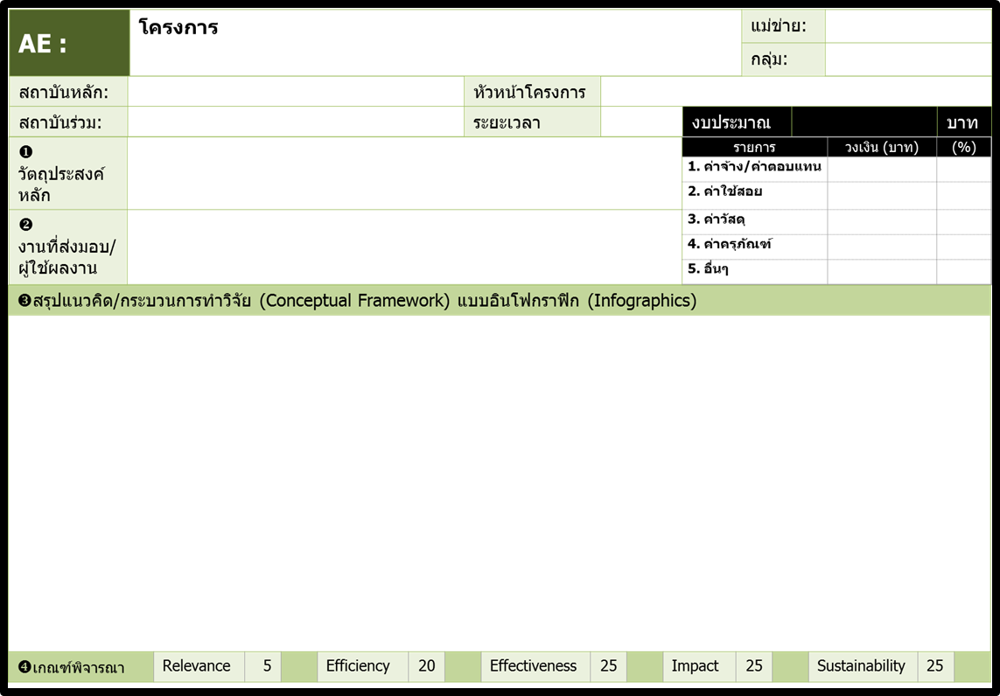 AE :
โครงการ
แม่ข่าย:
กลุ่ม:
สถาบันหลัก:
หัวหน้าโครงการ
สถาบันร่วม:
ระยะเวลา
งบประมาณ
บาท
❶
วัตถุประสงค์
หลัก
รายการ
วงเงิน (บาท)
(%)
1. ค่าจ้าง/ค่าตอบแทน
2. ค่าใช้สอย
❷
งานที่ส่งมอบ/
ผู้ใช้ผลงาน
3. ค่าวัสดุ
4. ค่าครุภัณฑ์
5. อื่นๆ
❸สรุปแนวคิด/กระบวนการทำวิจัย (Conceptual Framework) แบบอินโฟกราฟิก (Infographics)
❹เกณฑ์พิจารณา
Relevance 5
Efficiency 20
Effectiveness 25
Impact 25
Sustainability 25